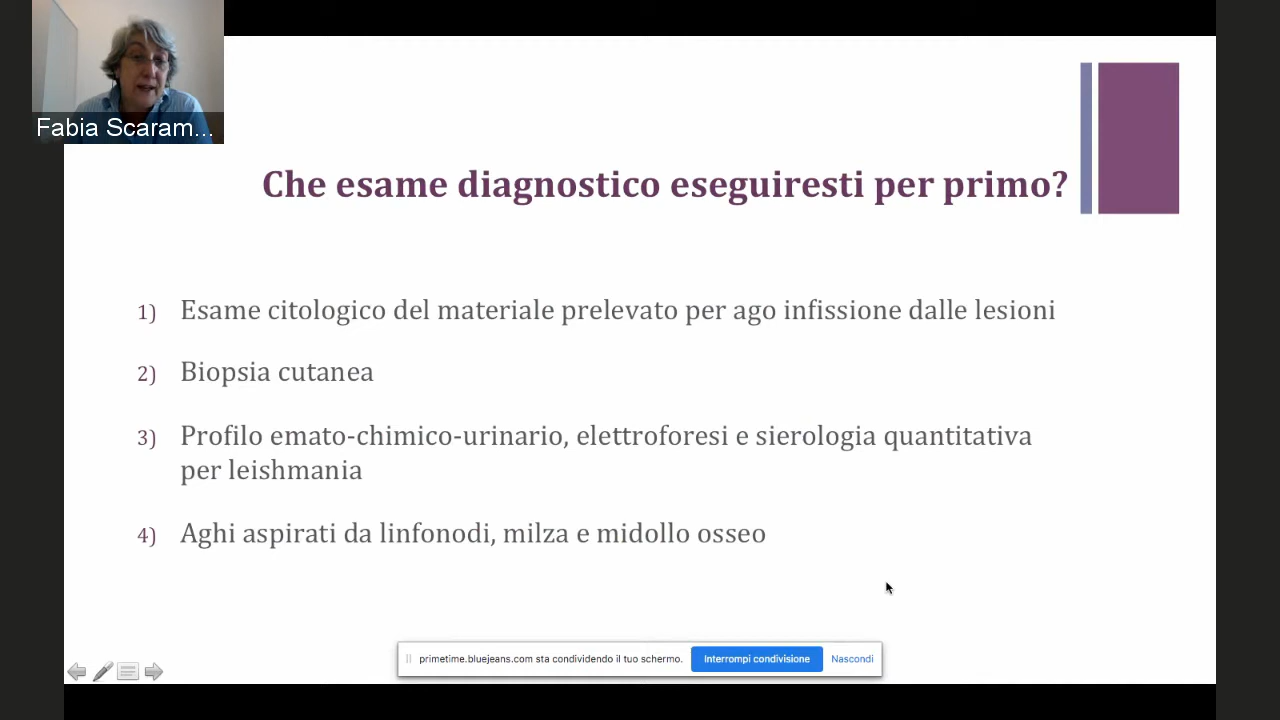 Fabia Scaram...
Che esame diagnostico eseguiresti per primo?
1) Esame citologico del materiale prelevato per ago infissione dalle lesioni
2) Biopsia cutanea
3) Profilo emato-chimico-urinario, elettroforesi e sierologia quantitativa
per leishmania
4) Aghi aspirati da linfonodi, milza e midollo osseo
primetime.bluejeans.com sta condividendo il tuo schermo. Interrompi condivisione Nascondi